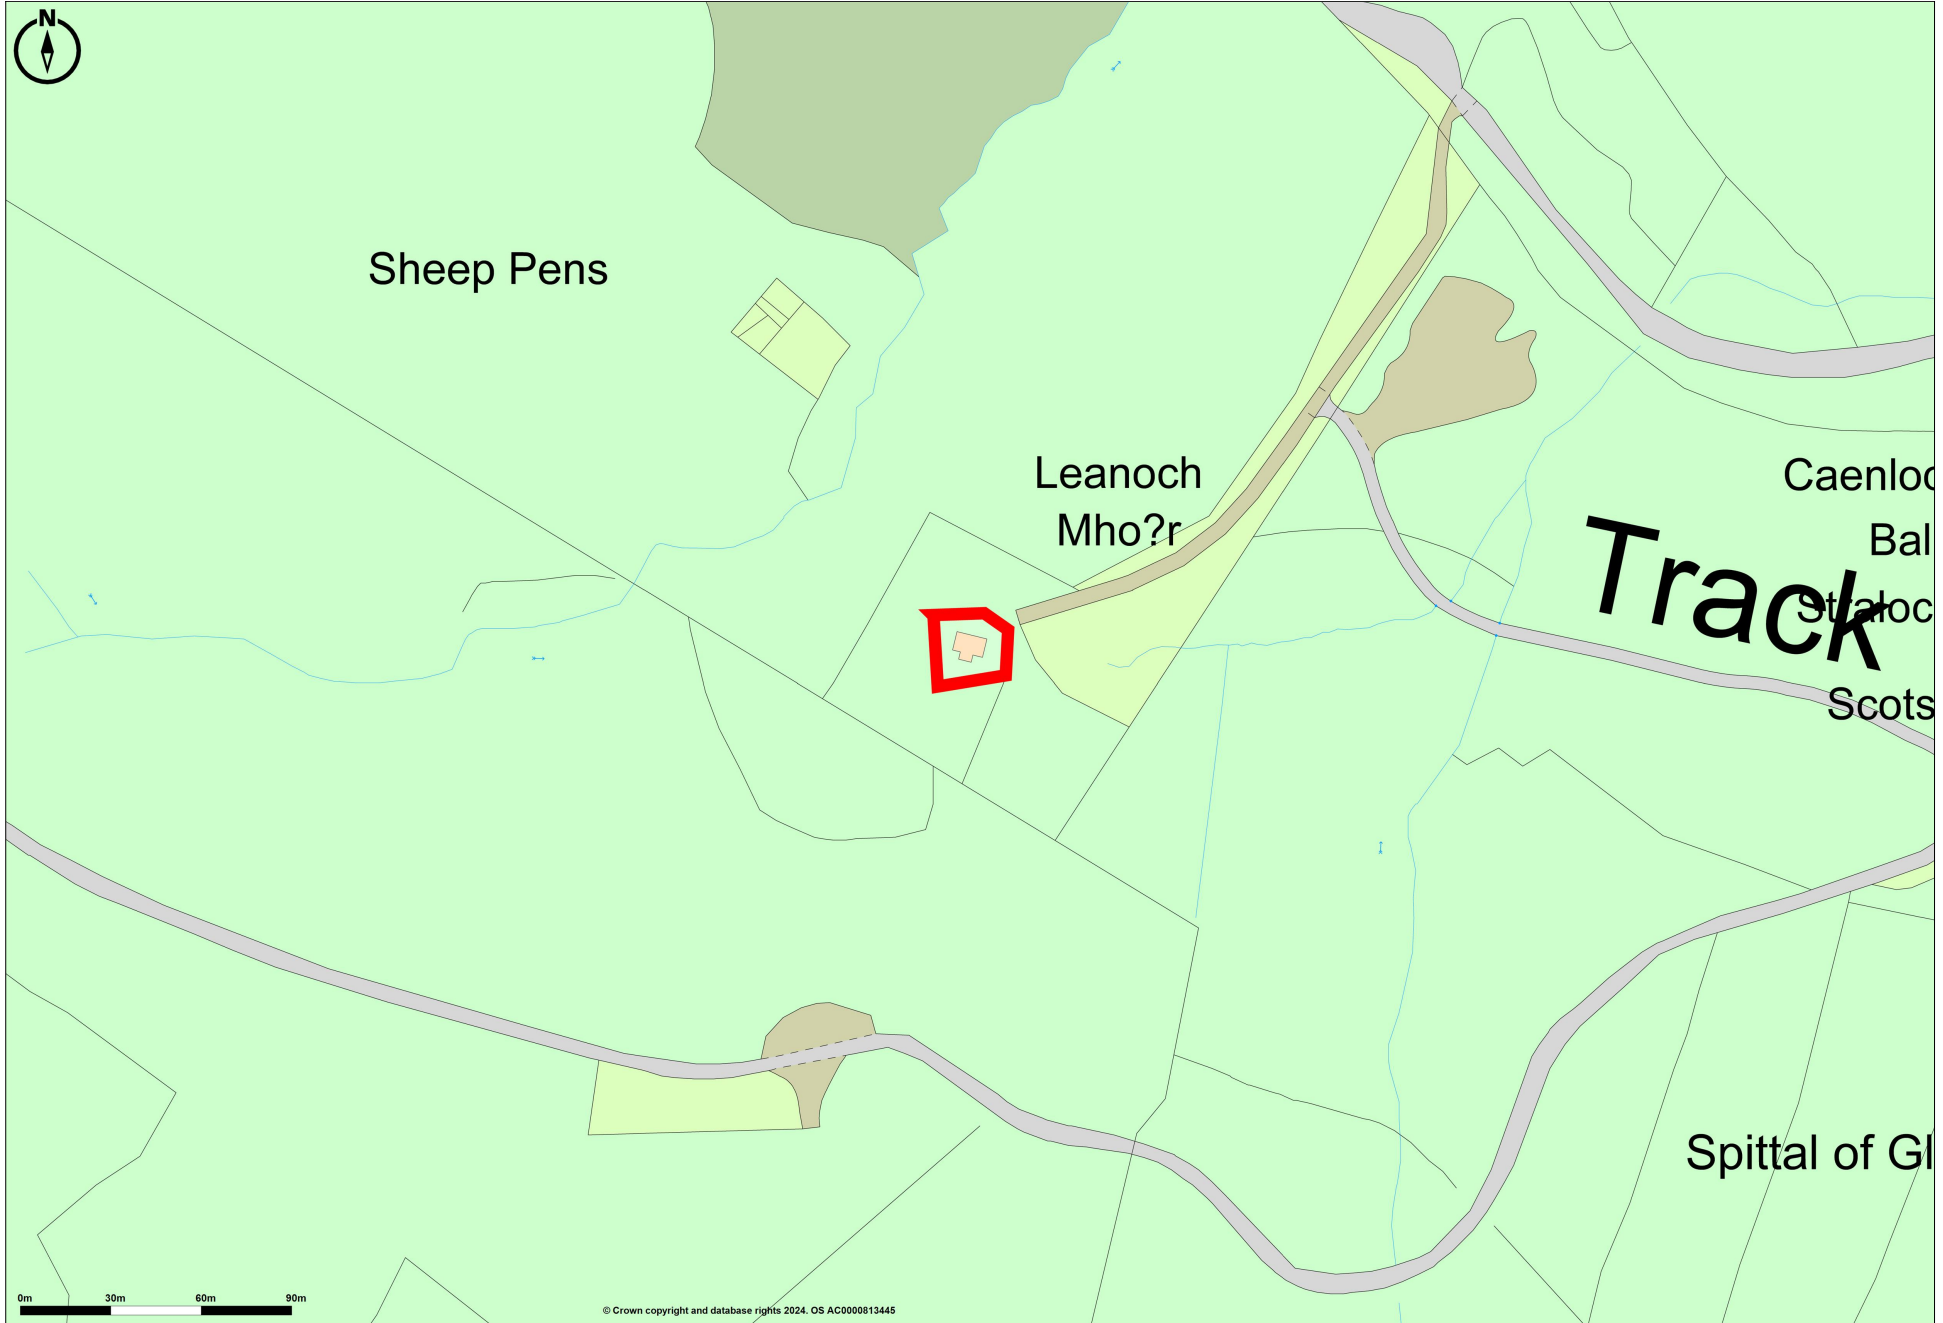 N
Sheep Pens
Leanoch
Mho?r
Caenloc
Bal
Track
Straloc
Scots
Spittal of Gl
0m 30m 60m 90m
© Crown copyright and database rights 2024. OS AC0000813445